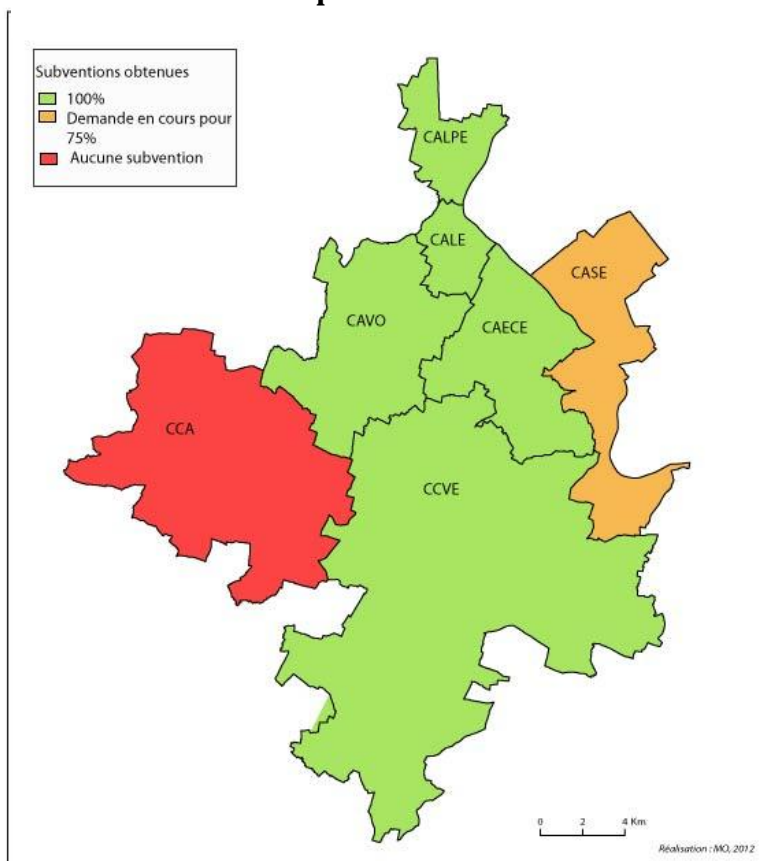 Subventions obtenues
100%
Demande en cours pour
75%
Aucune subvention
CALPE
CALE
CASE
CAVO
CAECE
CCA
CCVE
0 2 4 Km
Réalisation : MO, 2012